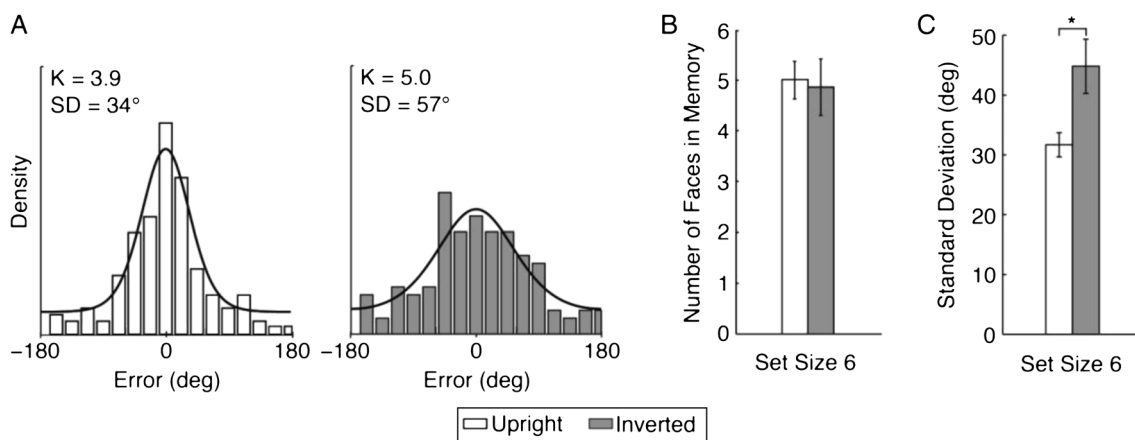 A
K = 3.9
SD = 34°
Density
−180
0
180
Error (deg)
K = 5.0
SD = 57°
−180
0
180
Error (deg)
B
Number of Faces in Memory
6
5
4
3
2
1
0
Set Size 6
C
Standard Deviation (deg)
50
40
30
20
10
0
*
Set Size 6
Upright
Inverted